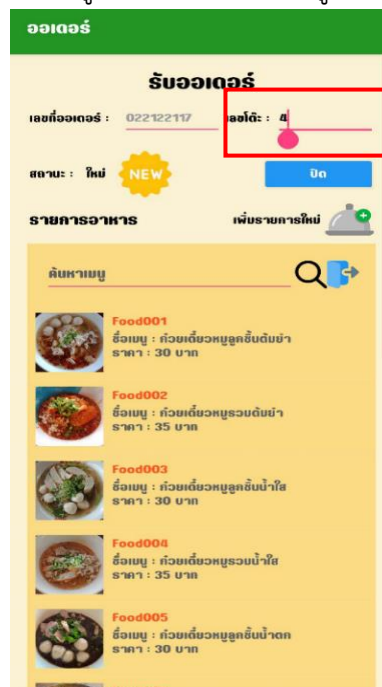 ออเดอร์
รับออเดอร์
เลขที่ออเดอร์ : 022122117 เลขโต๊ะ : 4
สถานะ : ใหม่ NEW ปิด
รายการอาหาร เพิ่มรายการใหม่
ค้นหาเมนู
Food001
ชื่อเมนู : ก๋วยเตี๋ยวหมูลูกชิ้นต้มยำ
ราคา : 30 บาท
Food002
ชื่อเมนู : ก๋วยเตี๋ยวหมูรวมต้มยำ
ราคา : 35 บาท
Food003
ชื่อเมนู : ก๋วยเตี๋ยวหมูลูกชิ้นน้ำใส
ราคา : 30 บาท
Food004
ชื่อเมนู : ก๋วยเตี๋ยวหมูรวมน้ำใส
ราคา : 35 บาท
Food005
ชื่อเมนู : ก๋วยเตี๋ยวหมูลูกชิ้นน้ำตก
ราคา : 30 บาท